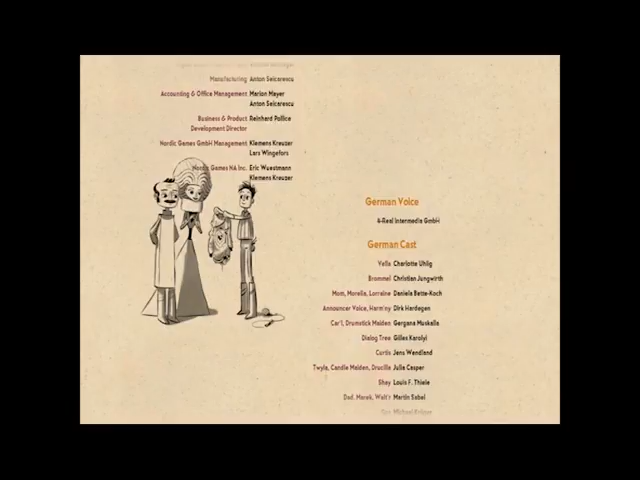 Manufacturing Anton Seicarescu
Accounting & Office Management Marion Mayer
Anton Seicarescu
Business & Product Reinhard Pollice
Development Director
Nordic Games GmbH Management Klemens Kreuzer
Lars Wingefors
Nordic Games NA Inc. Eric Wuestmann
Klemens Kreuzer
German Voice
4-Real Intermedia GmbH
German Cast
Vella Charlotte Uhlig
Brommel Christian Jungwirth
Mom, Morella, Lorraine Daniela Bette-Koch
Announcer Voice, Harm'ny Dirk Hardegen
Car'l, Drumstick Maiden Gergana Muskalla
Dialog Tree Gilles Karolyi
Curtis Jens Wendland
Twyla, Candle Maiden, Drucilla Julia Casper
Shay Louis F. Thiele
Dad, Marek, Walt'r Martin Sabel